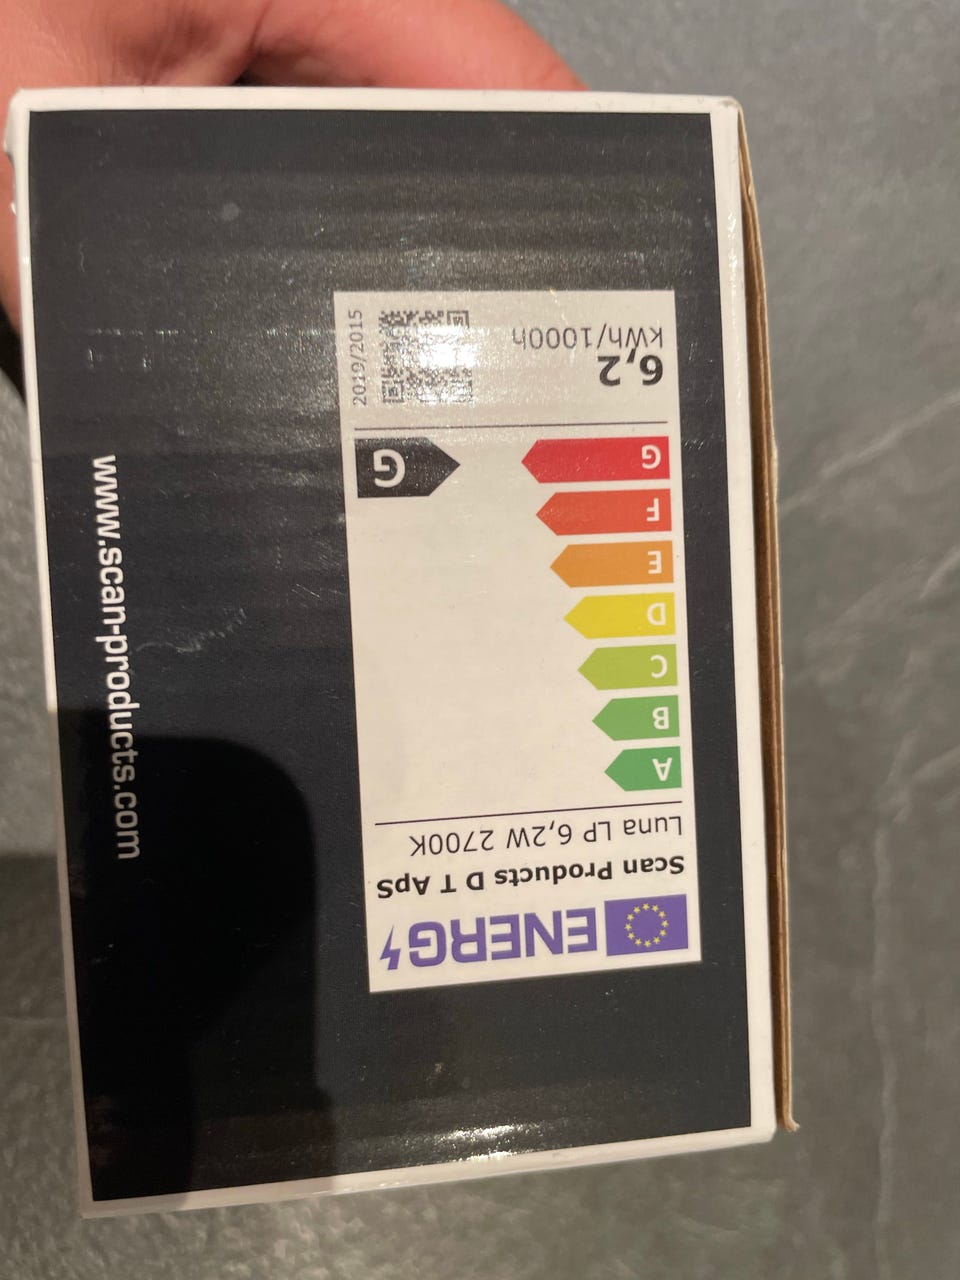 ENERG
Scan Products D T ApS
Luna LP 6,2W 2700K
A
B
C
D
E
F
G
G
6,2
kWh/1000h
2019/2015
www.scan-products.com